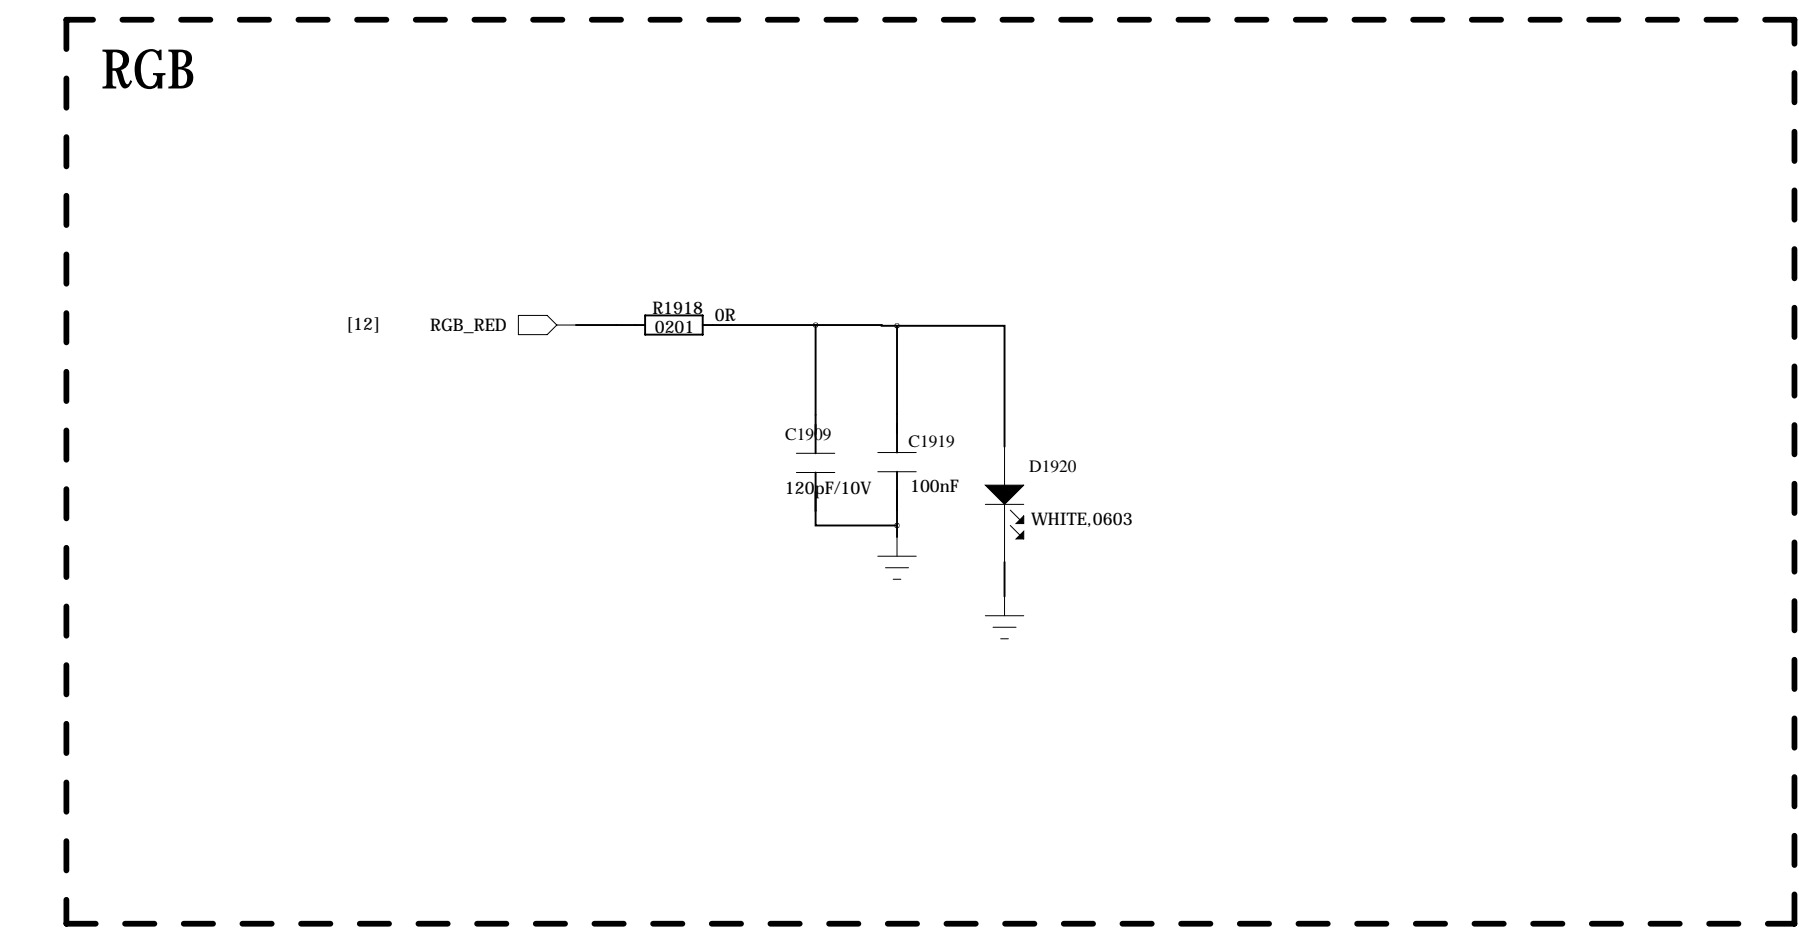 RGB
[12] RGB_RED
R1918
0201
0R
C1909
120pF/10V
C1919
100nF
D1920
WHITE,0603